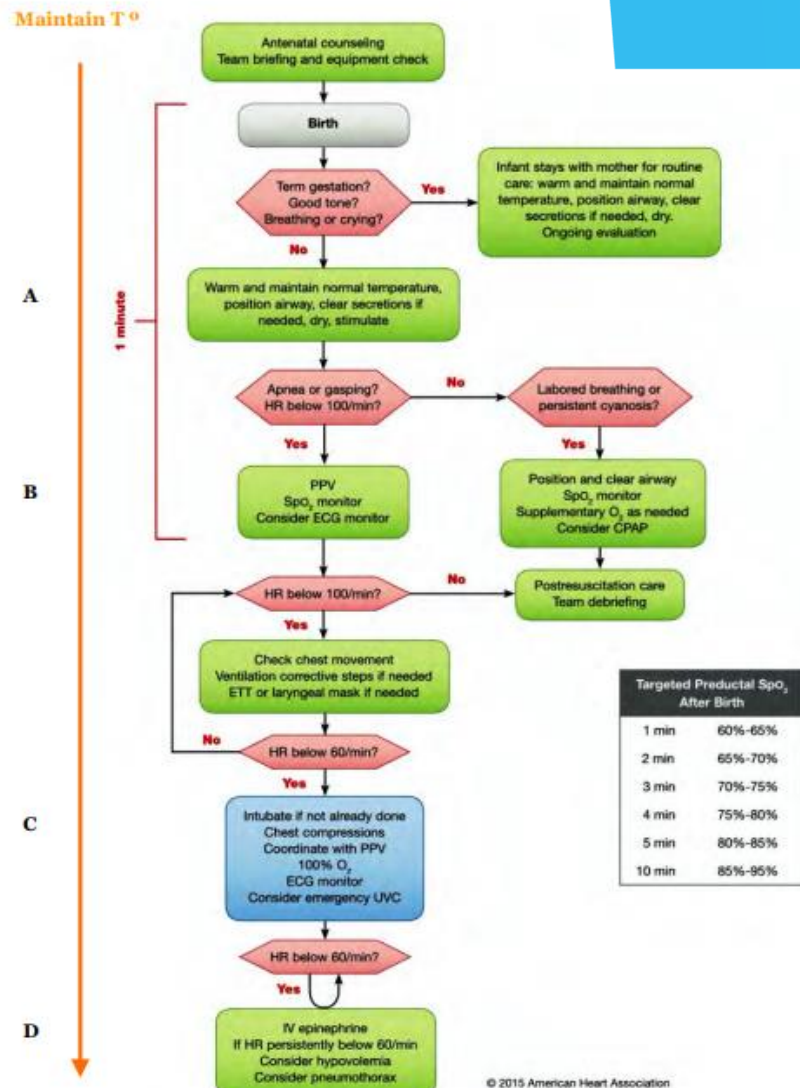 Maintain T º
Antenatal counseling
Team briefing and equipment check
Birth
Term gestation?
Good tone?
Breathing or crying?
Yes
Infant stays with mother for routine
care: warm and maintain normal
temperature, position airway, clear
secretions if needed, dry.
Ongoing evaluation
No
A
1 minute
Warm and maintain normal temperature,
position airway, clear secretions if
needed, dry, stimulate
Apnea or gasping?
HR below 100/min?
No
Labored breathing or
persistent cyanosis?
Yes
Yes
B
PPV
SpO₂ monitor
Consider ECG monitor
Position and clear airway
SpO₂ monitor
Supplementary O₂ as needed
Consider CPAP
HR below 100/min?
No
Postresuscitation care
Team debriefing
Yes
Check chest movement
Ventilation corrective steps if needed
ETT or laryngeal mask if needed
No
HR below 60/min?
Yes
Targeted Preductal SpO₂
After Birth
1 min 60%-65%
2 min 65%-70%
3 min 70%-75%
4 min 75%-80%
5 min 80%-85%
10 min 85%-95%
C
Intubate if not already done
Chest compressions
Coordinate with PPV
100% O₂
ECG monitor
Consider emergency UVC
HR below 60/min?
Yes
D
IV epinephrine
If HR persistently below 60/min
Consider hypovolemia
Consider pneumothorax
© 2015 American Heart Association